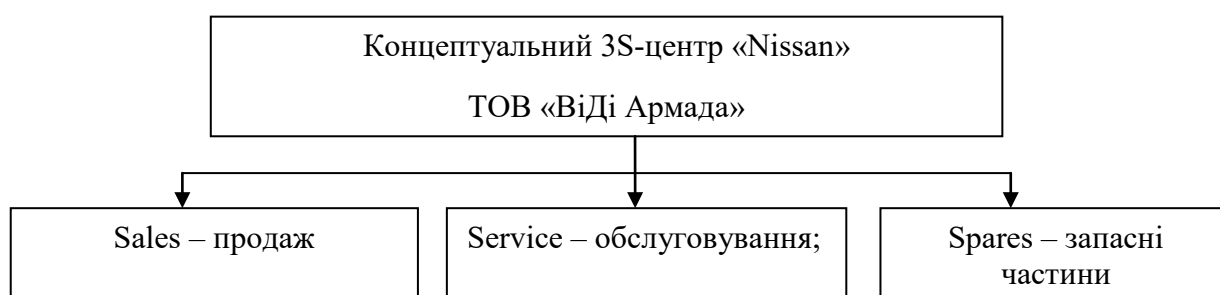 Концептуальний 3S-центр «Nissan»
ТОВ «ВіДі Армада»
Sales – продаж
Service – обслуговування;
Spares – запасні
частини